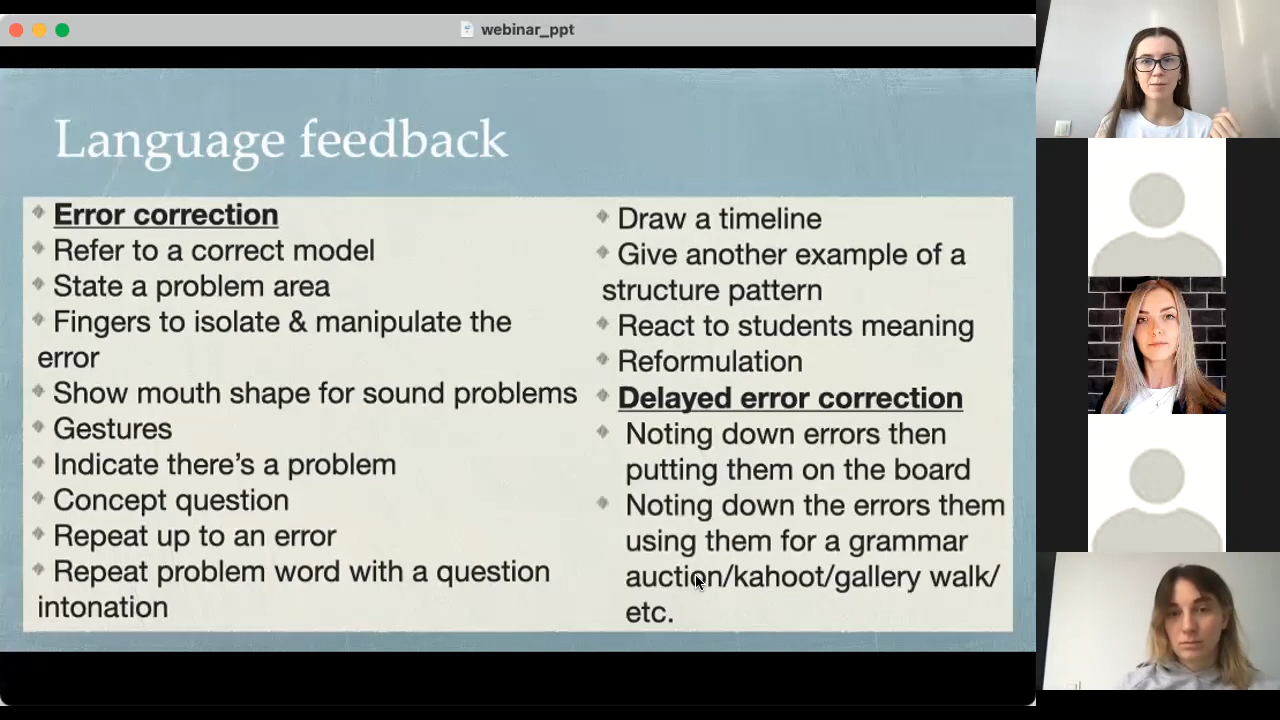 webinar_ppt
Language feedback
Error correction
Refer to a correct model
State a problem area
Fingers to isolate & manipulate the
error
Show mouth shape for sound problems
Gestures
Indicate there’s a problem
Concept question
Repeat up to an error
Repeat problem word with a question
intonation
Draw a timeline
Give another example of a
structure pattern
React to students meaning
Reformulation
Delayed error correction
Noting down errors then
putting them on the board
Noting down the errors them
using them for a grammar
auction/kahoot/gallery walk/
etc.